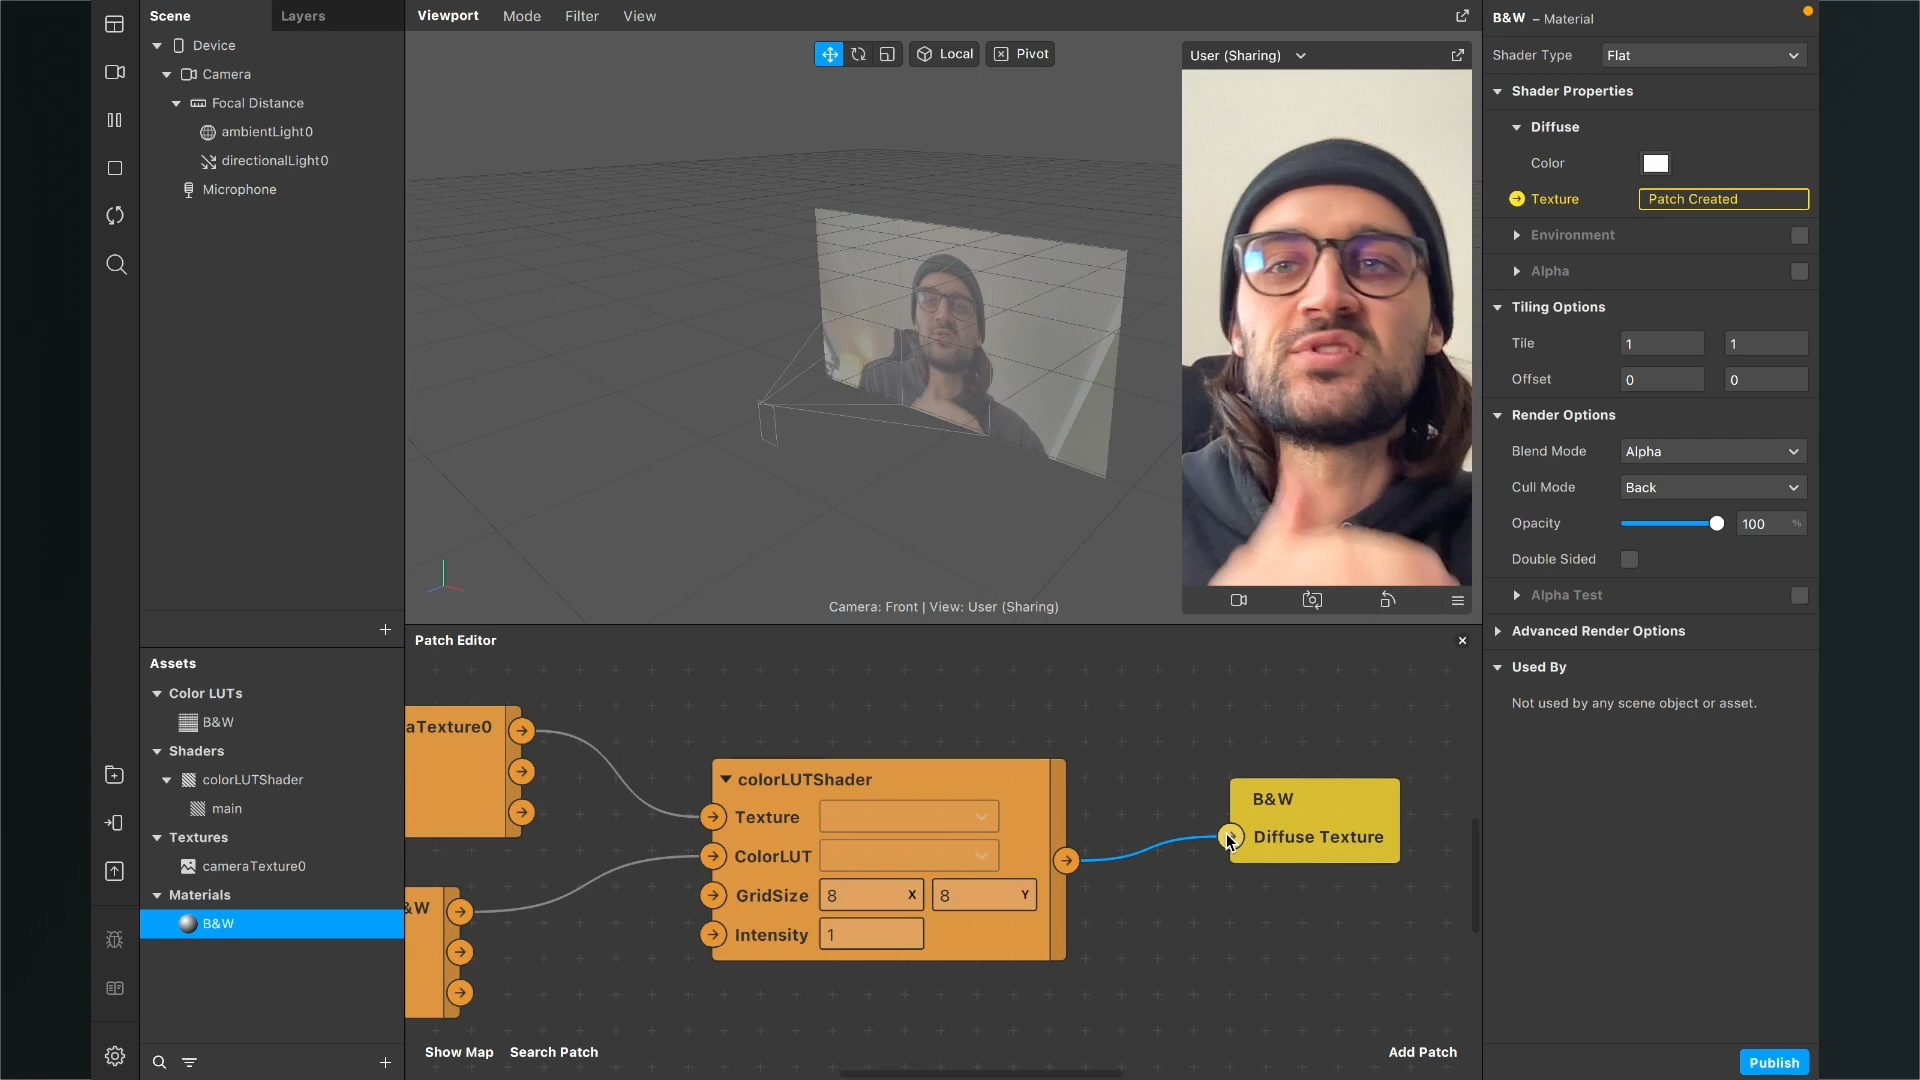 Scene
Layers
Device
Camera
Focal Distance
ambientLight0
directionalLight0
Microphone
Assets
Color LUTs
B&W
Shaders
colorLUTShader
main
Textures
cameraTexture0
Materials
B&W
Viewport
Mode
Filter
View
Local
Pivot
User (Sharing)
Camera: Front | View: User (Sharing)
Patch Editor
aTexture0
&W
colorLUTShader
Texture
ColorLUT
GridSize 8 X 8 Y
Intensity 1
B&W
Diffuse Texture
Show Map
Search Patch
Add Patch
B&W – Material
Shader Type Flat
Shader Properties
Diffuse
Color
Texture Patch Created
Environment
Alpha
Tiling Options
Tile 1 1
Offset 0 0
Render Options
Blend Mode Alpha
Cull Mode Back
Opacity 100 %
Double Sided
Alpha Test
Advanced Render Options
Used By
Not used by any scene object or asset.
Publish